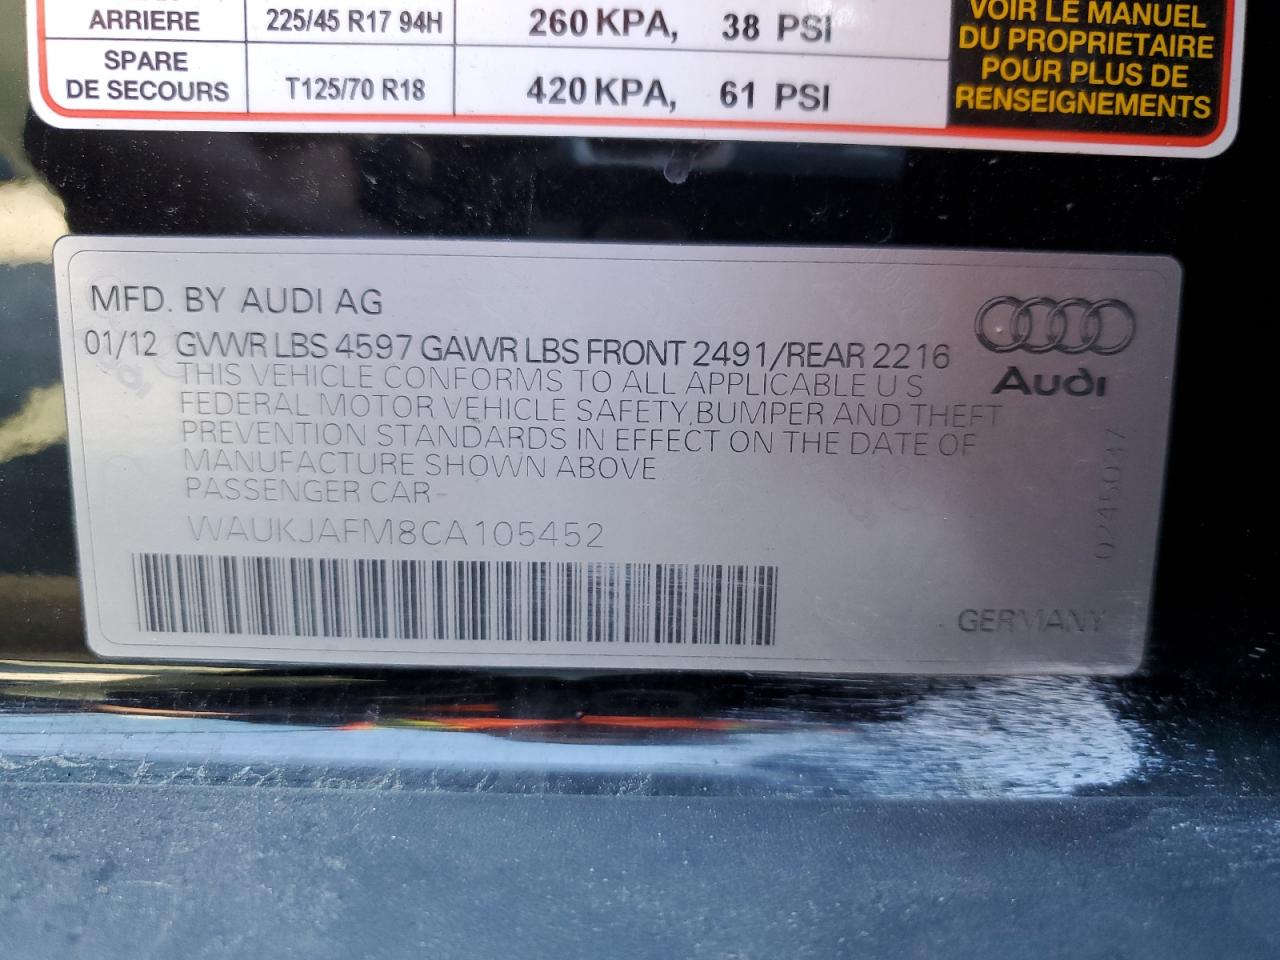 ARRIERE 225/45 R17 94H 260 KPA, 38 PSI
SPARE
DE SECOURS T125/70 R18 420 KPA, 61 PSI
VOIR LE MANUEL
DU PROPRIETAIRE
POUR PLUS DE
RENSEIGNEMENTS
MFD. BY AUDI AG
01/12 GVWR LBS 4597 GAWR LBS FRONT 2491/REAR 2216
THIS VEHICLE CONFORMS TO ALL APPLICABLE U S
FEDERAL MOTOR VEHICLE SAFETY,BUMPER AND THEFT
PREVENTION STANDARDS IN EFFECT ON THE DATE OF
MANUFACTURE SHOWN ABOVE
PASSENGER CAR-
WAUKJAFM8CA105452
Audi
0245037
GERMANY